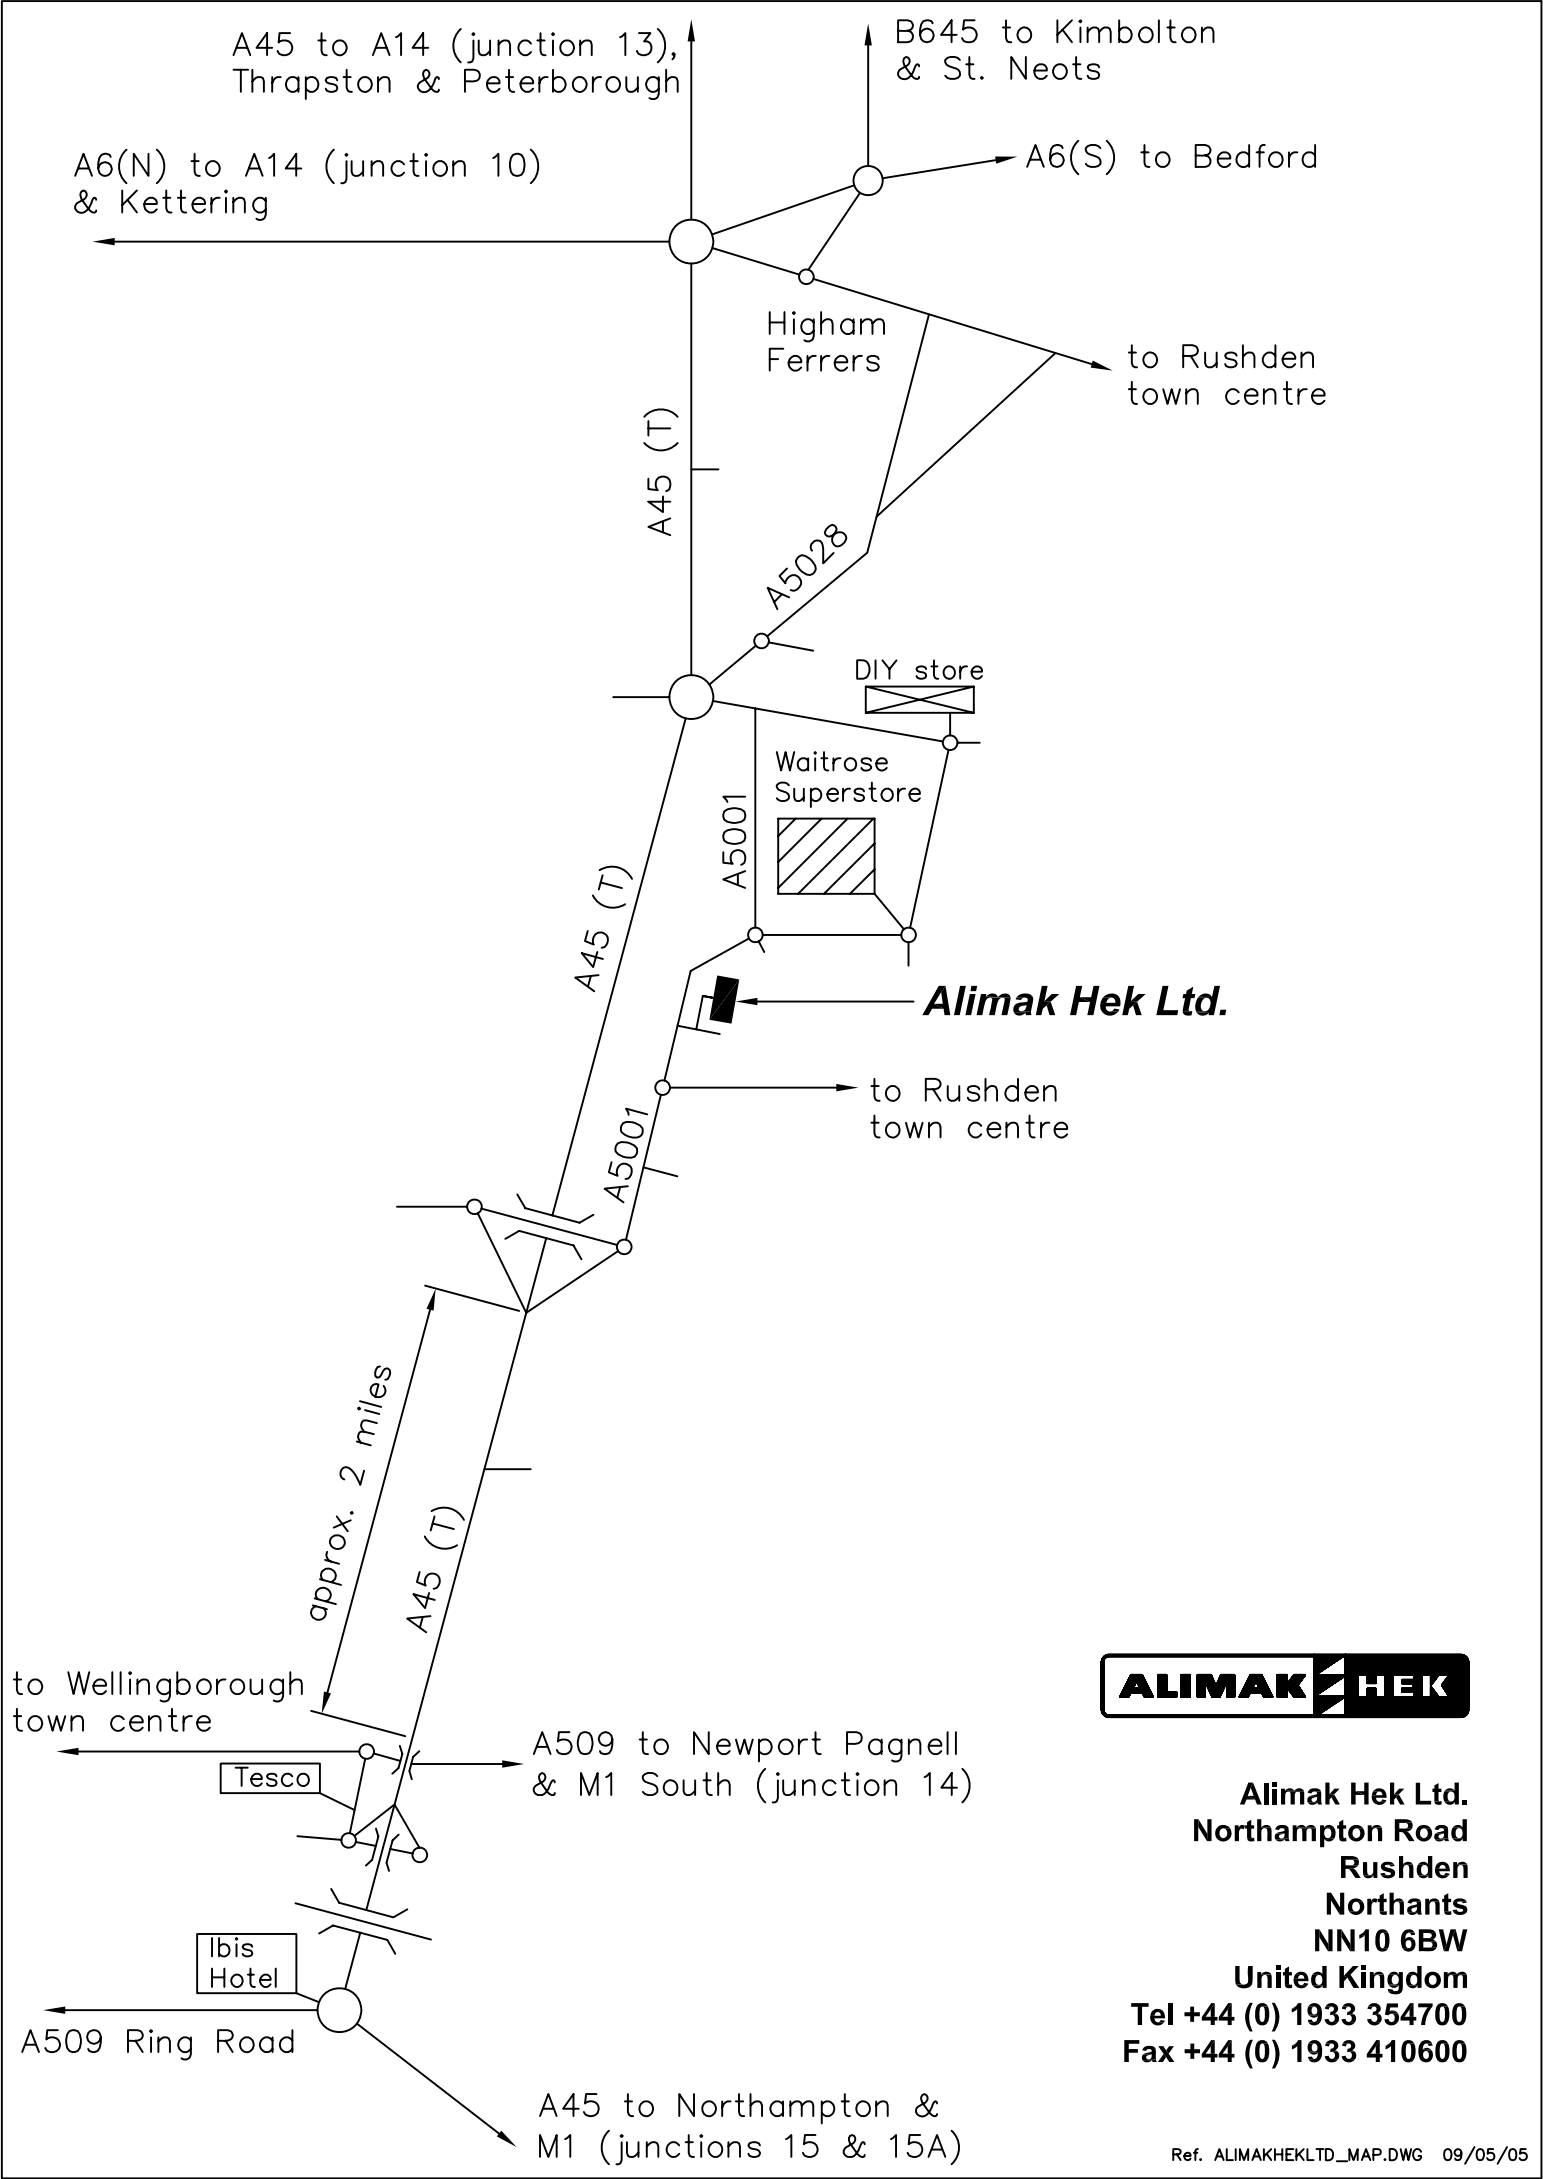 A45 to A14 (junction 13),
Thrapston & Peterborough
B645 to Kimbolton
& St. Neots
A6(N) to A14 (junction 10)
& Kettering
A6(S) to Bedford
Higham
Ferrers
to Rushden
town centre
A45 (T)
A5028
DIY store
Waitrose
Superstore
A5001
A45 (T)
Alimak Hek Ltd.
to Rushden
town centre
A5001
approx. 2 miles
A45 (T)
to Wellingborough
town centre
A509 to Newport Pagnell
& M1 South (junction 14)
Tesco
Ibis
Hotel
A509 Ring Road
A45 to Northampton &
M1 (junctions 15 & 15A)
ALIMAK HEK
Alimak Hek Ltd.
Northampton Road
Rushden
Northants
NN10 6BW
United Kingdom
Tel +44 (0) 1933 354700
Fax +44 (0) 1933 410600
Ref. ALIMAKHEKLTD_MAP.DWG 09/05/05